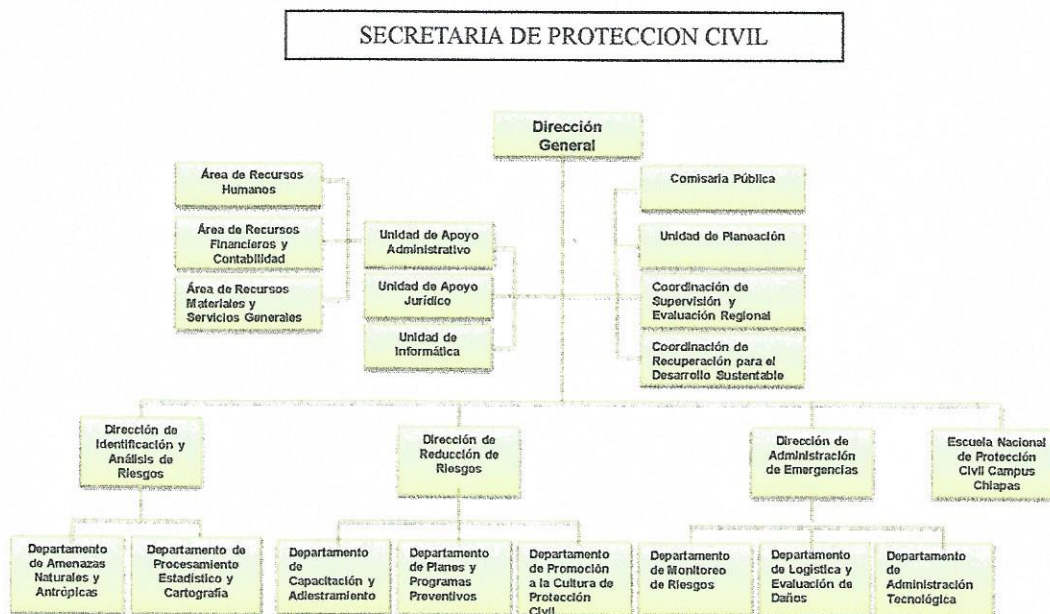 SECRETARIA DE PROTECCION CIVIL
Dirección
General
Área de Recursos
Humanos
Área de Recursos
Financieros y
Contabilidad
Área de Recursos
Materiales y
Servicios Generales
Unidad de Apoyo
Administrativo
Unidad de Apoyo
Jurídico
Unidad de
Informática
Comisaria Pública
Unidad de Planeación
Coordinación de
Supervisión y
Evaluación Regional
Coordinación de
Recuperación para el
Desarrollo Sustentable
Dirección de
Identificación y
Análisis de
Riesgos
Dirección de
Reducción de
Riesgos
Dirección de
Administración
de Emergencias
Escuela Nacional
de Protección
Civil Campus
Chiapas
Departamento
de Amenazas
Naturales y
Antrópicas
Departamento de
Procesamiento
Estadístico y
Cartografía
Departamento
de
Capacitación y
Adiestramiento
Departamento
de Planes y
Programas
Preventivos
Departamento
de Promoción
a la Cultura de
Protección
Civil
Departamento
de Monitoreo
de Riesgos
Departamento
de Logística y
Evaluación de
Daños
Departamento
de
Administración
Tecnológica